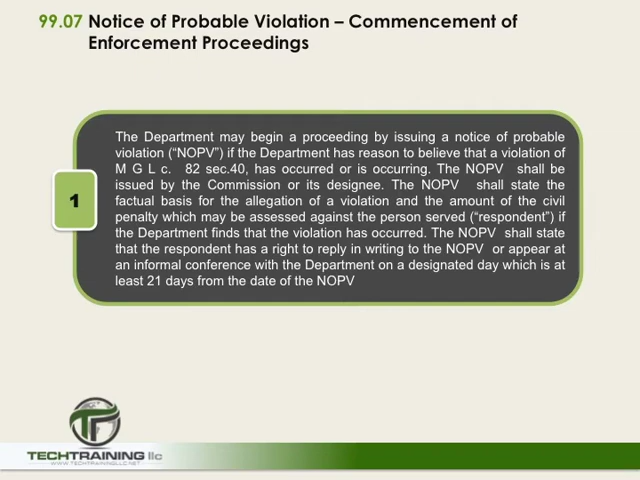 99.07 Notice of Probable Violation – Commencement of
Enforcement Proceedings
The Department may begin a proceeding by issuing a notice of probable
violation (“NOPV”) if the Department has reason to believe that a violation of
M G L c. 82 sec.40, has occurred or is occurring. The NOPV shall be
issued by the Commission or its designee. The NOPV shall state the
factual basis for the allegation of a violation and the amount of the civil
penalty which may be assessed against the person served (“respondent”) if
the Department finds that the violation has occurred. The NOPV shall state
that the respondent has a right to reply in writing to the NOPV or appear at
an informal conference with the Department on a designated day which is at
least 21 days from the date of the NOPV
1
TECHTRAINING llc
WWW.TECHTRAININGLLC.NET